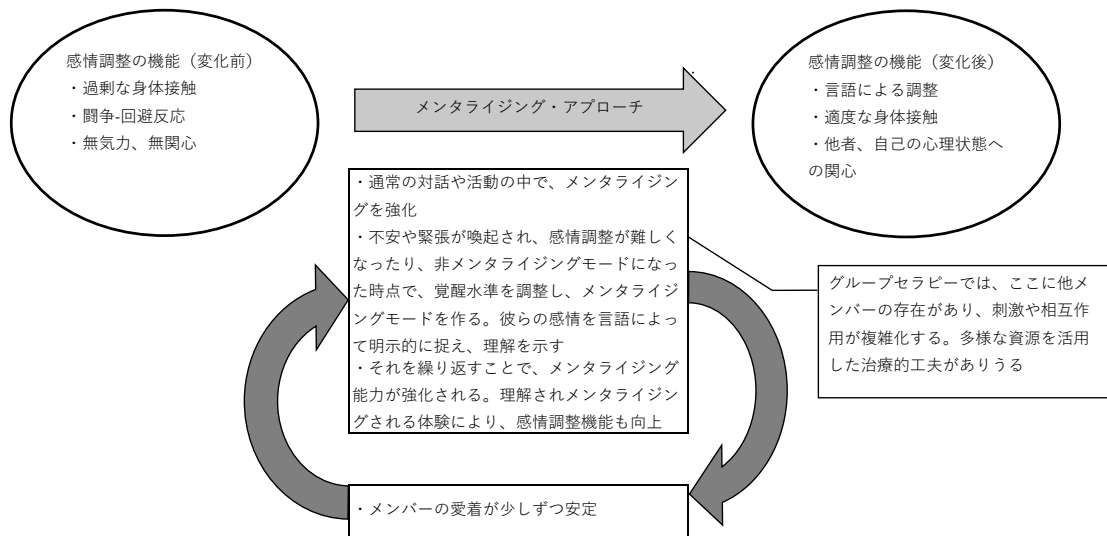 感情調整の機能（変化前）
・過剰な身体接触
・闘争-回避反応
・無気力、無関心
メンタライジング・アプローチ
感情調整の機能（変化後）
・言語による調整
・適度な身体接触
・他者、自己の心理状態へ
の関心
・通常の対話や活動の中で、メンタライジン
グを強化
・不安や緊張が喚起され、感情調整が難しく
なったり、非メンタライジングモードになっ
た時点で、覚醒水準を調整し、メンタライジ
ングモードを作る。彼らの感情を言語によっ
て明示的に捉え、理解を示す
・それを繰り返すことで、メンタライジング
能力が強化される。理解されメンタライジン
グされる体験により、感情調整機能も向上
グループセラピーでは、ここに他メ
ンバーの存在があり、刺激や相互作
用が複雑化する。多様な資源を活用
した治療的工夫がありうる
・メンバーの愛着が少しずつ安定